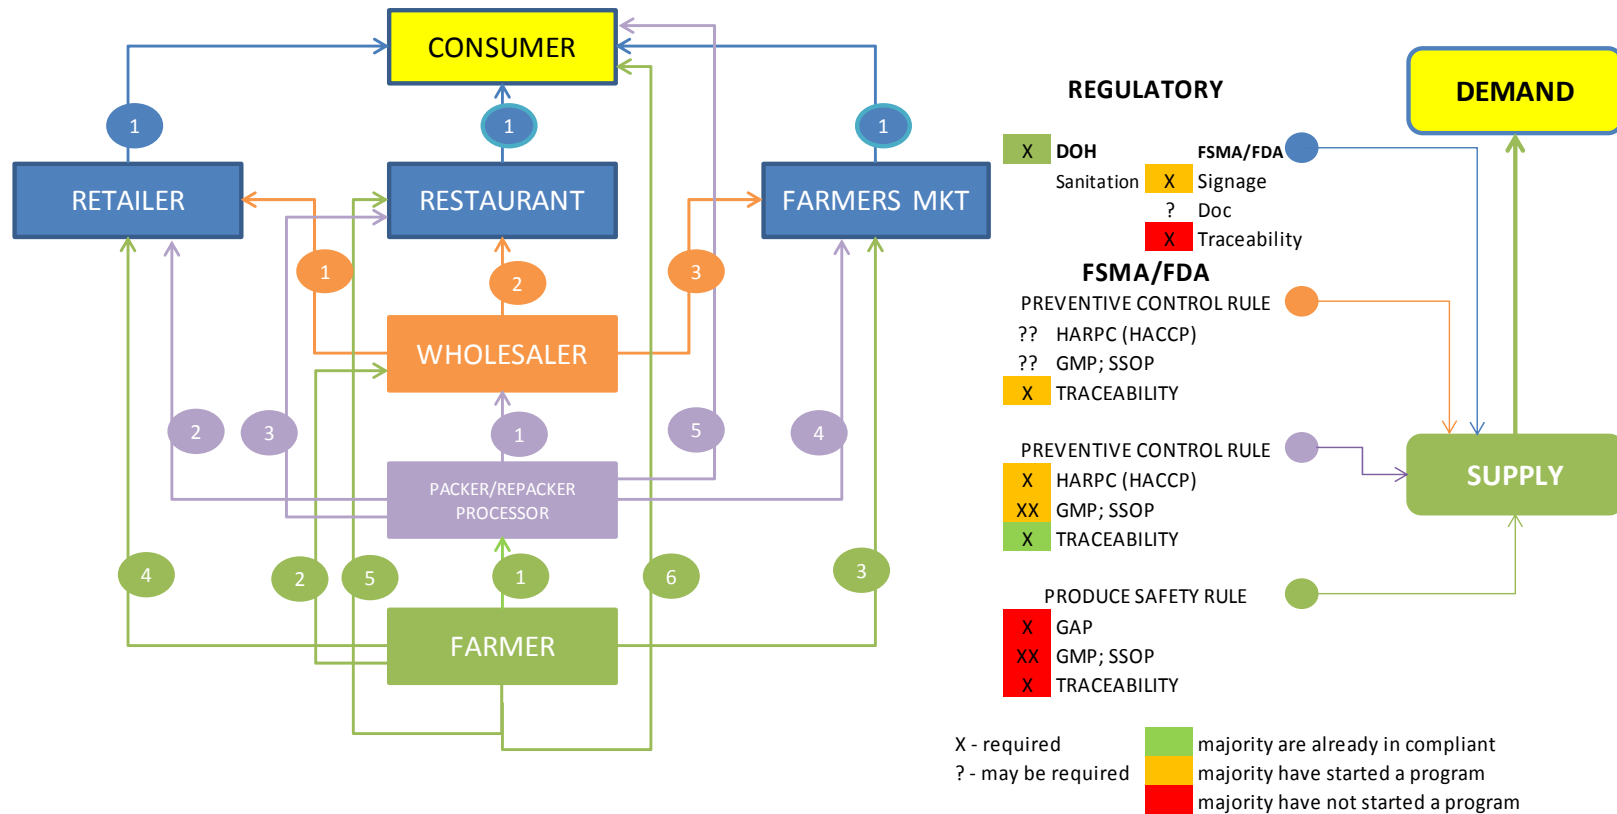 CONSUMER
1
1
1
RETAILER
RESTAURANT
FARMERS MKT
1
2
3
WHOLESALER
2
3
1
5
4
PACKER/REPACKER
PROCESSOR
4
2
5
1
6
3
FARMER
REGULATORY
X DOH FSMA/FDA
Sanitation X Signage
? Doc
X Traceability
FSMA/FDA
PREVENTIVE CONTROL RULE
?? HARPC (HACCP)
?? GMP; SSOP
X TRACEABILITY
PREVENTIVE CONTROL RULE
X HARPC (HACCP)
XX GMP; SSOP
X TRACEABILITY
PRODUCE SAFETY RULE
X GAP
XX GMP; SSOP
X TRACEABILITY
X - required
? - may be required
majority are already in compliant
majority have started a program
majority have not started a program
DEMAND
SUPPLY